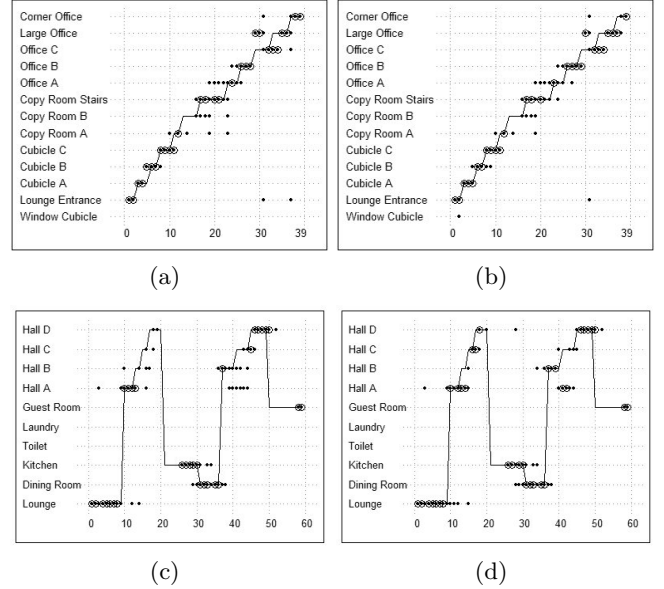 Corner Office
Large Office
Office C
Office B
Office A
Copy Room Stairs
Copy Room B
Copy Room A
Cubicle C
Cubicle B
Cubicle A
Lounge Entrance
Window Cubicle
0 10 20 30 39
(a)
Corner Office
Large Office
Office C
Office B
Office A
Copy Room Stairs
Copy Room B
Copy Room A
Cubicle C
Cubicle B
Cubicle A
Lounge Entrance
Window Cubicle
0 10 20 30 39
(b)
Hall D
Hall C
Hall B
Hall A
Guest Room
Laundry
Toilet
Kitchen
Dining Room
Lounge
0 10 20 30 40 50 60
(c)
Hall D
Hall C
Hall B
Hall A
Guest Room
Laundry
Toilet
Kitchen
Dining Room
Lounge
0 10 20 30 40 50 60
(d)